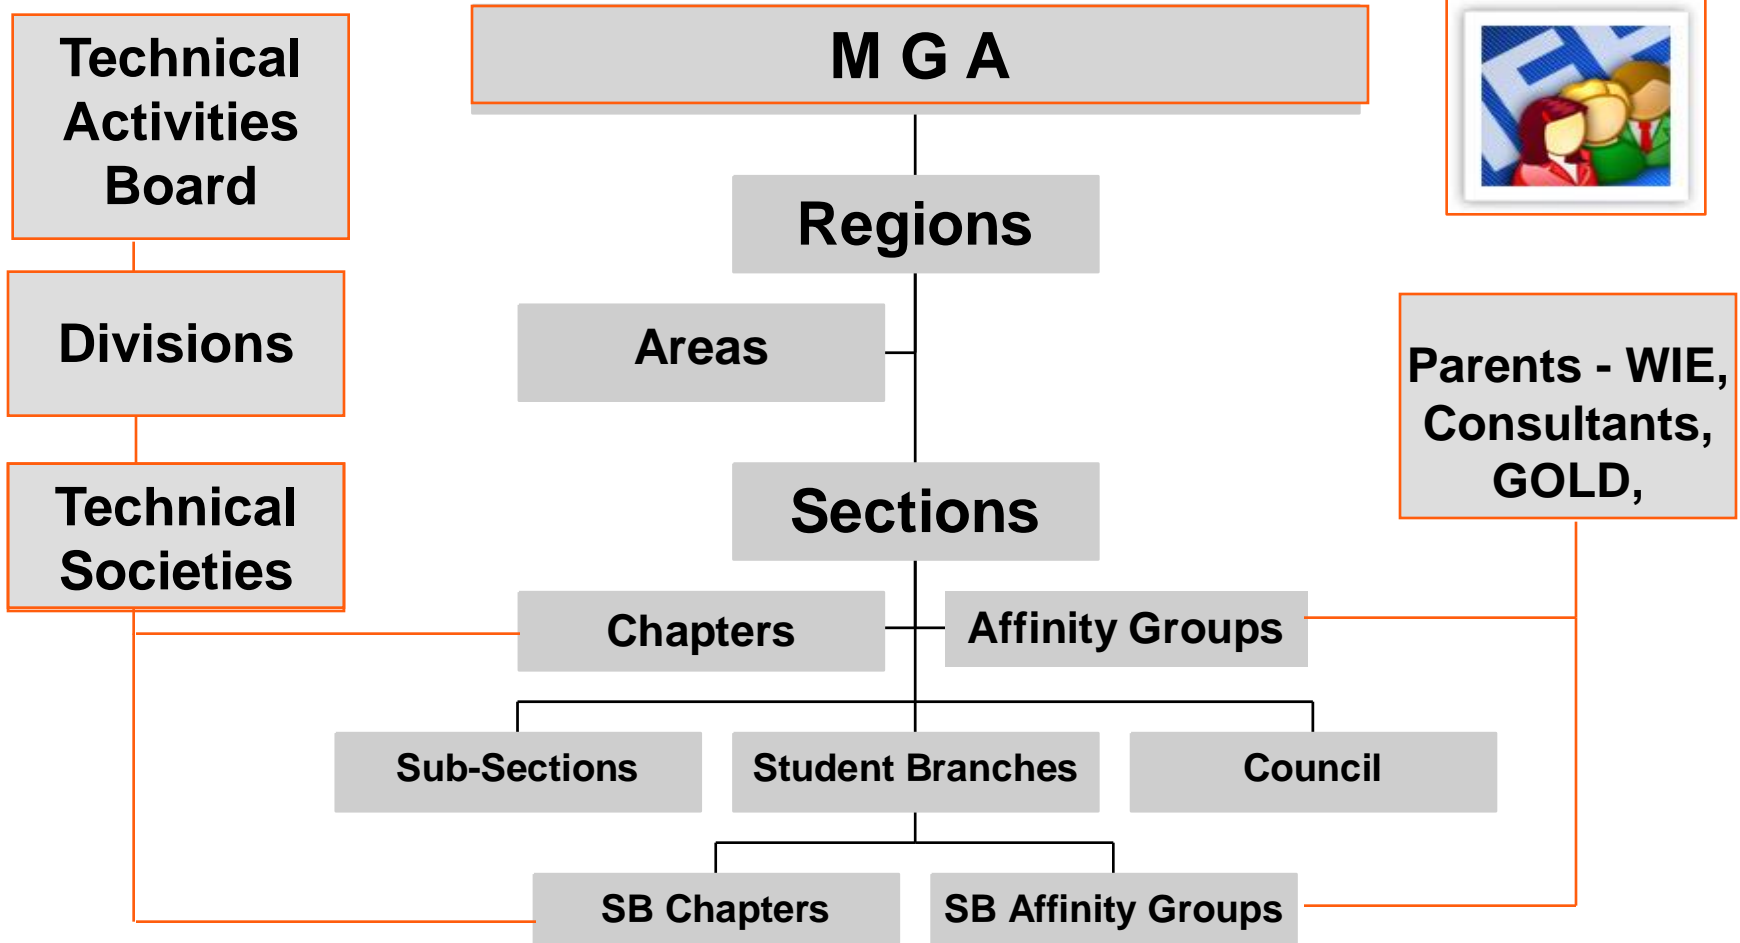 Technical
Activities
Board
M G A
Regions
Divisions
Areas
Parents - WIE,
Consultants,
GOLD,
Technical
Societies
Sections
Chapters
Affinity Groups
Sub-Sections
Student Branches
Council
SB Chapters
SB Affinity Groups